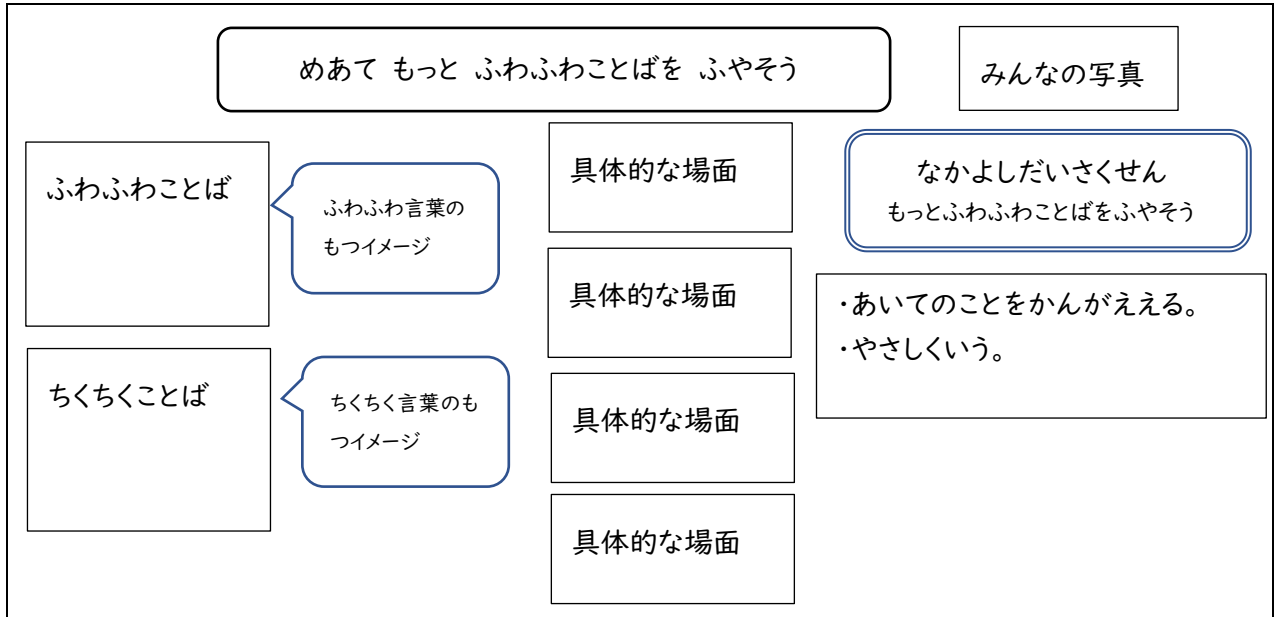 めあて もっと ふわふわことばを ふやそう
みんなの写真
ふわふわことば
ふわふわ言葉の
もつイメージ
ちくちくことば
ちくちく言葉のも
つイメージ
具体的な場面
具体的な場面
具体的な場面
具体的な場面
なかよしだいさくせん
もっとふわふわことばをふやそう
・あいてのことをかんがええる。
・やさしくいう。